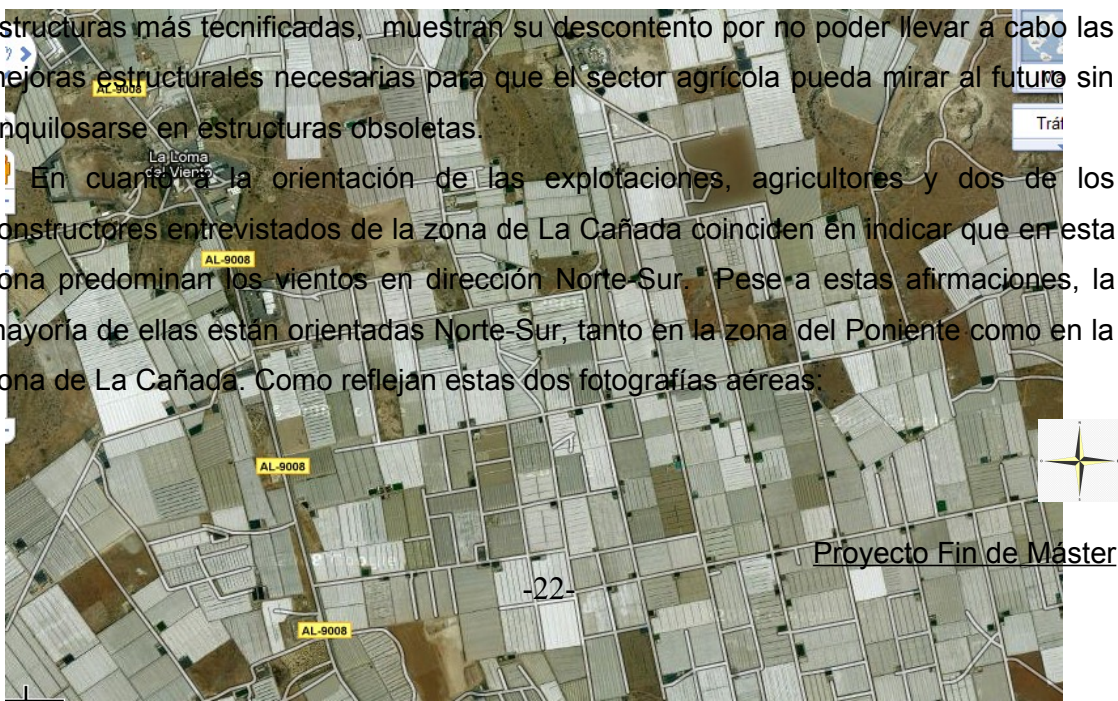 structuras más tecnificadas, muestran su descontento por no poder llevar a cabo las
mejoras estructurales necesarias para que el sector agrícola pueda mirar al futuro sin
anquilosarse en estructuras obsoletas.
En cuanto a la orientación de las explotaciones, agricultores y dos de los
constructores entrevistados de la zona de La Cañada coinciden en indicar que en esta
zona predominan los vientos en dirección Norte-Sur. Pese a estas afirmaciones, la
mayoría de ellas están orientadas Norte-Sur, tanto en la zona del Poniente como en la
zona de La Cañada. Como reflejan estas dos fotografías aéreas:
AL-9008
La Loma
del Viento
AL-9008
AL-9008
AL-9008
Ma
Tráf
Proyecto Fin de Máster
-22-